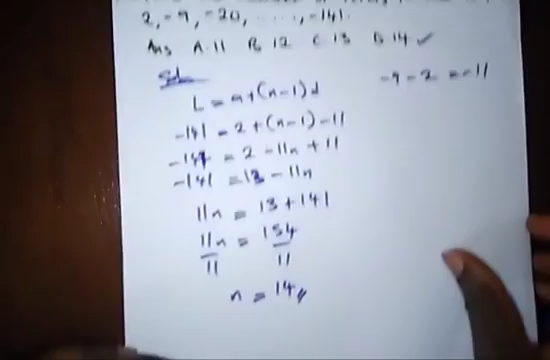 2, -9, -20, ......, -141.
Ans A. 11 B. 12 C. 13 D. 14 ✓
Sol
-9 - 2 = -11
L = a + (n-1) d
-141 = 2 + (n-1) -11
-141 = 2 - 11n + 11
-141 = 13 - 11n
11n = 13 + 141
11n/11 = 154/11
n = 14//